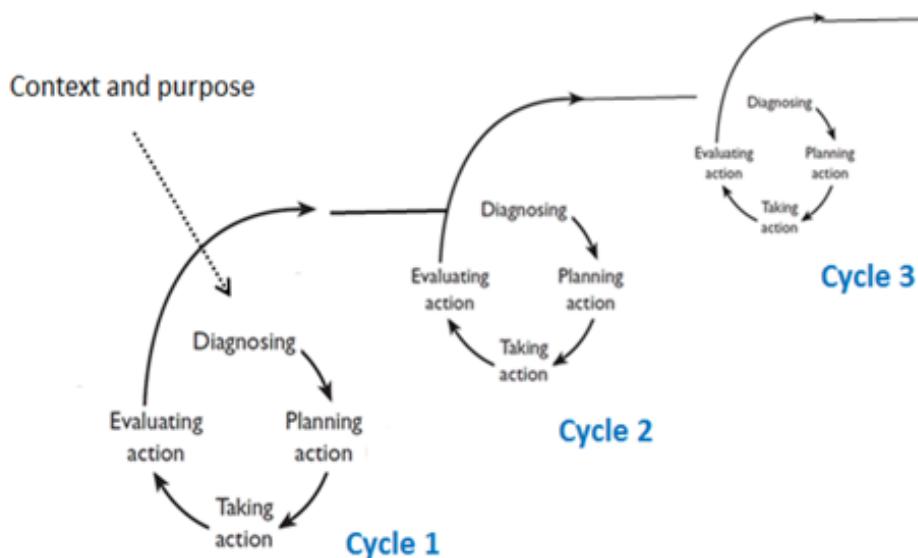 Context and purpose
Diagnosing
Planning
action
Taking
action
Evaluating
action
Cycle 1
Diagnosing
Planning
action
Taking
action
Evaluating
action
Cycle 2
Diagnosing
Planning
action
Taking
action
Evaluating
action
Cycle 3